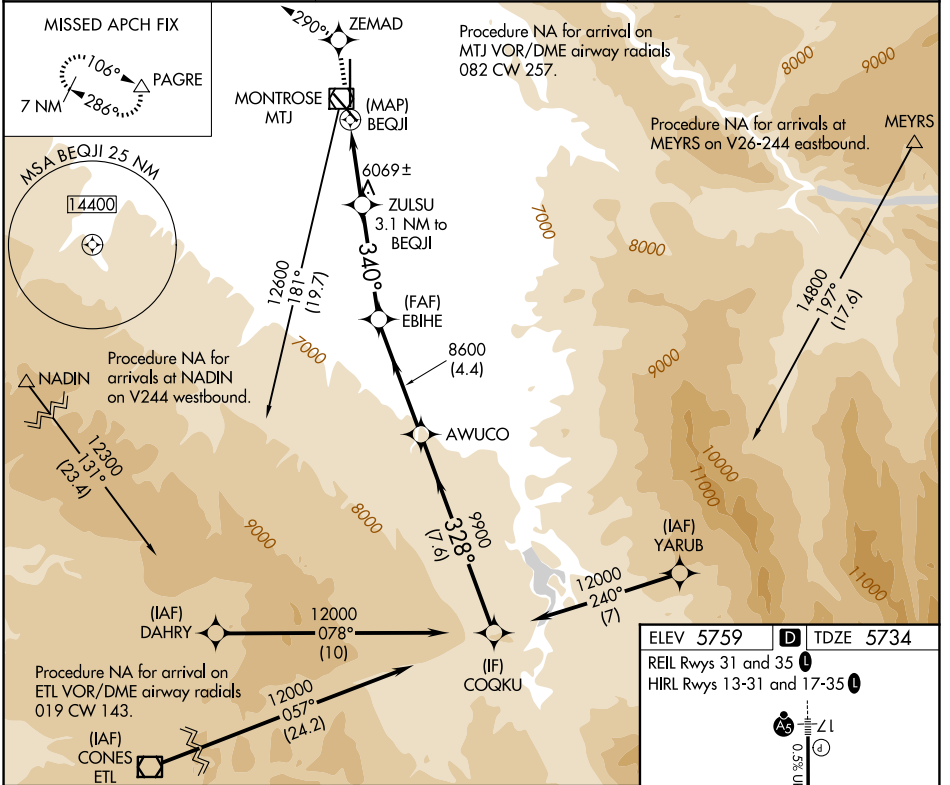 MISSED APCH FIX
106°
PAGRE
7 NM
286°
290°
ZEMAD
Procedure NA for arrival on
MTJ VOR/DME airway radials
082 CW 257.
8000
9000
MONTROSE
MTJ
(MAP)
BEQJI
Procedure NA for arrivals at
MEYRS on V26-244 eastbound.
MEYRS
MSA BEQJI 25 NM
14400
6069±
ZULSU
3.1 NM to
BEQJI
7000
8000
340°
12600
181°
(19.7)
14800
197°
(17.6)
(FAF)
EBIHE
7000
8600
(4.4)
9000
Procedure NA for
arrivals at NADIN
on V244 westbound.
NADIN
12300
131°
(23.4)
AWUCO
10000
11000
9000
8000
9900
328°
(7.6)
(IAF)
YARUB
11000
12000
240°
(7)
(IAF)
DAHRY
12000
078°
(10)
(IF)
COQKU
Procedure NA for arrival on
ETL VOR/DME airway radials
019 CW 143.
12000
057°
(24.2)
(IAF)
CONES
ETL
ELEV 5759
D
TDZE 5734
REIL Rwys 31 and 35 L
HIRL Rwys 13-31 and 17-35 L
A5
17
P